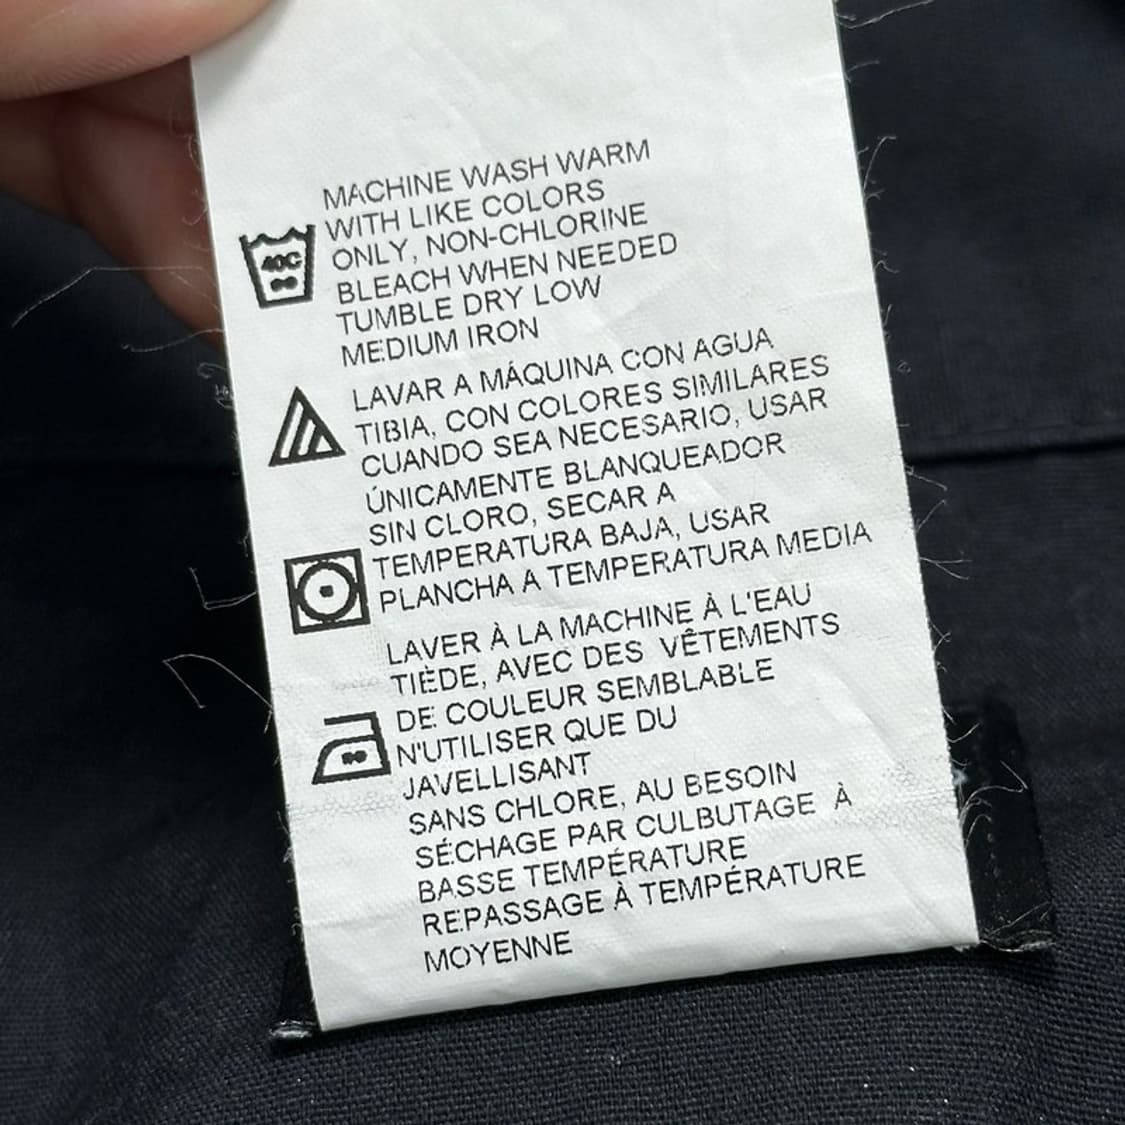 MACHINE WASH WARM
WITH LIKE COLORS
ONLY, NON-CHLORINE
BLEACH WHEN NEEDED
TUMBLE DRY LOW
MEDIUM IRON
40C
LAVAR A MÁQUINA CON AGUA
TIBIA, CON COLORES SIMILARES
CUANDO SEA NECESARIO, USAR
ÚNICAMENTE BLANQUEADOR
SIN CLORO, SECAR A
TEMPERATURA BAJA, USAR
PLANCHA A TEMPERATURA MEDIA
LAVER À LA MACHINE À L'EAU
TIÈDE, AVEC DES VÊTEMENTS
DE COULEUR SEMBLABLE
N'UTILISER QUE DU
JAVELLISANT
SANS CHLORE, AU BESOIN
SÉCHAGE PAR CULBUTAGE À
BASSE TEMPÉRATURE
REPASSAGE À TEMPÉRATURE
MOYENNE